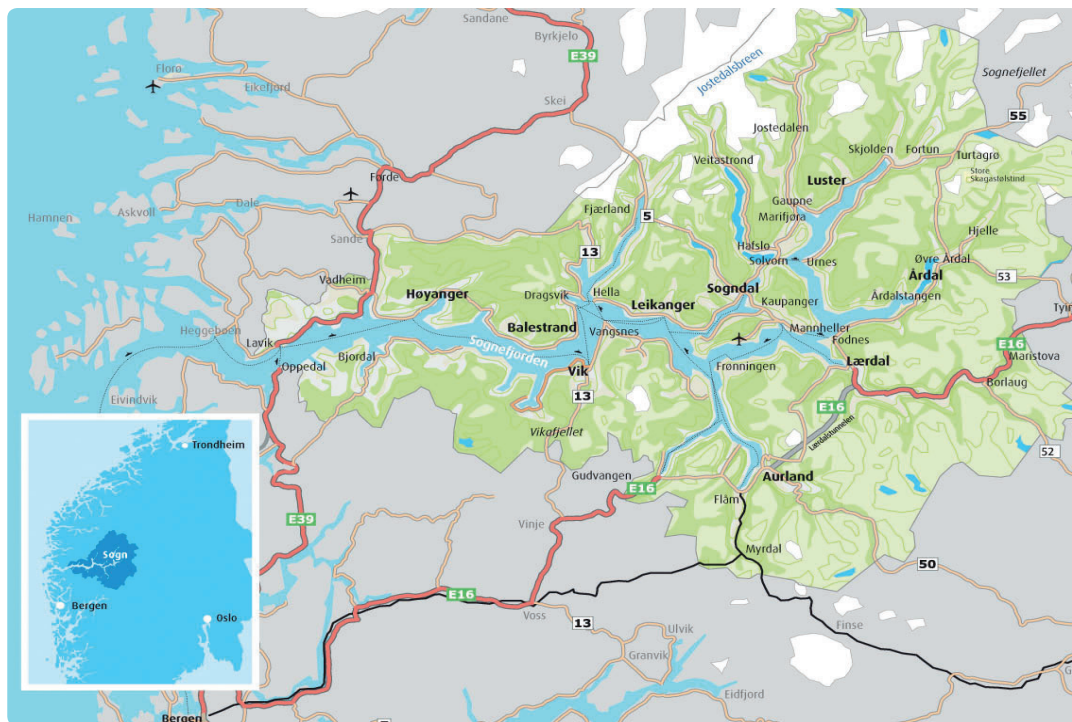 Sandane
Byrkjelo
E39
Florø
Eikefjord
Skei
Jostedalsbreen
Sognefjellet
55
Jostedalen
Veitastrond
Skjolden
Fortun
Turtagrø
Store
Skagastølstind
Luster
Førde
Gaupne
Marifjøra
Hamnen
Askvoll
Dale
Fjærland
5
Sande
13
Hafslo
Solvorn
Urnes
Hjelle
Øvre Årdal
Årdal
53
Vadheim
Høyanger
Dragsvik
Hella
Leikanger
Sogndal
Kaupanger
Årdalstangen
Tyin
Heggebøen
Lavik
Balestrand
Vangsnes
Mannheller
Fodnes
Sognefjorden
Oppedal
Bjordal
Vik
Frønningen
Lærdal
E16
Maristova
Borlaug
Eivindvik
13
E16
Lærdalstunnelen
Vikafjellet
52
Trondheim
Gudvangen
E16
Aurland
Flåm
E39
Vinje
Myrdal
Sogn
50
E16
Bergen
Oslo
Voss
13
Ulvik
Finse
Granvik
Eidfjord
Bergen